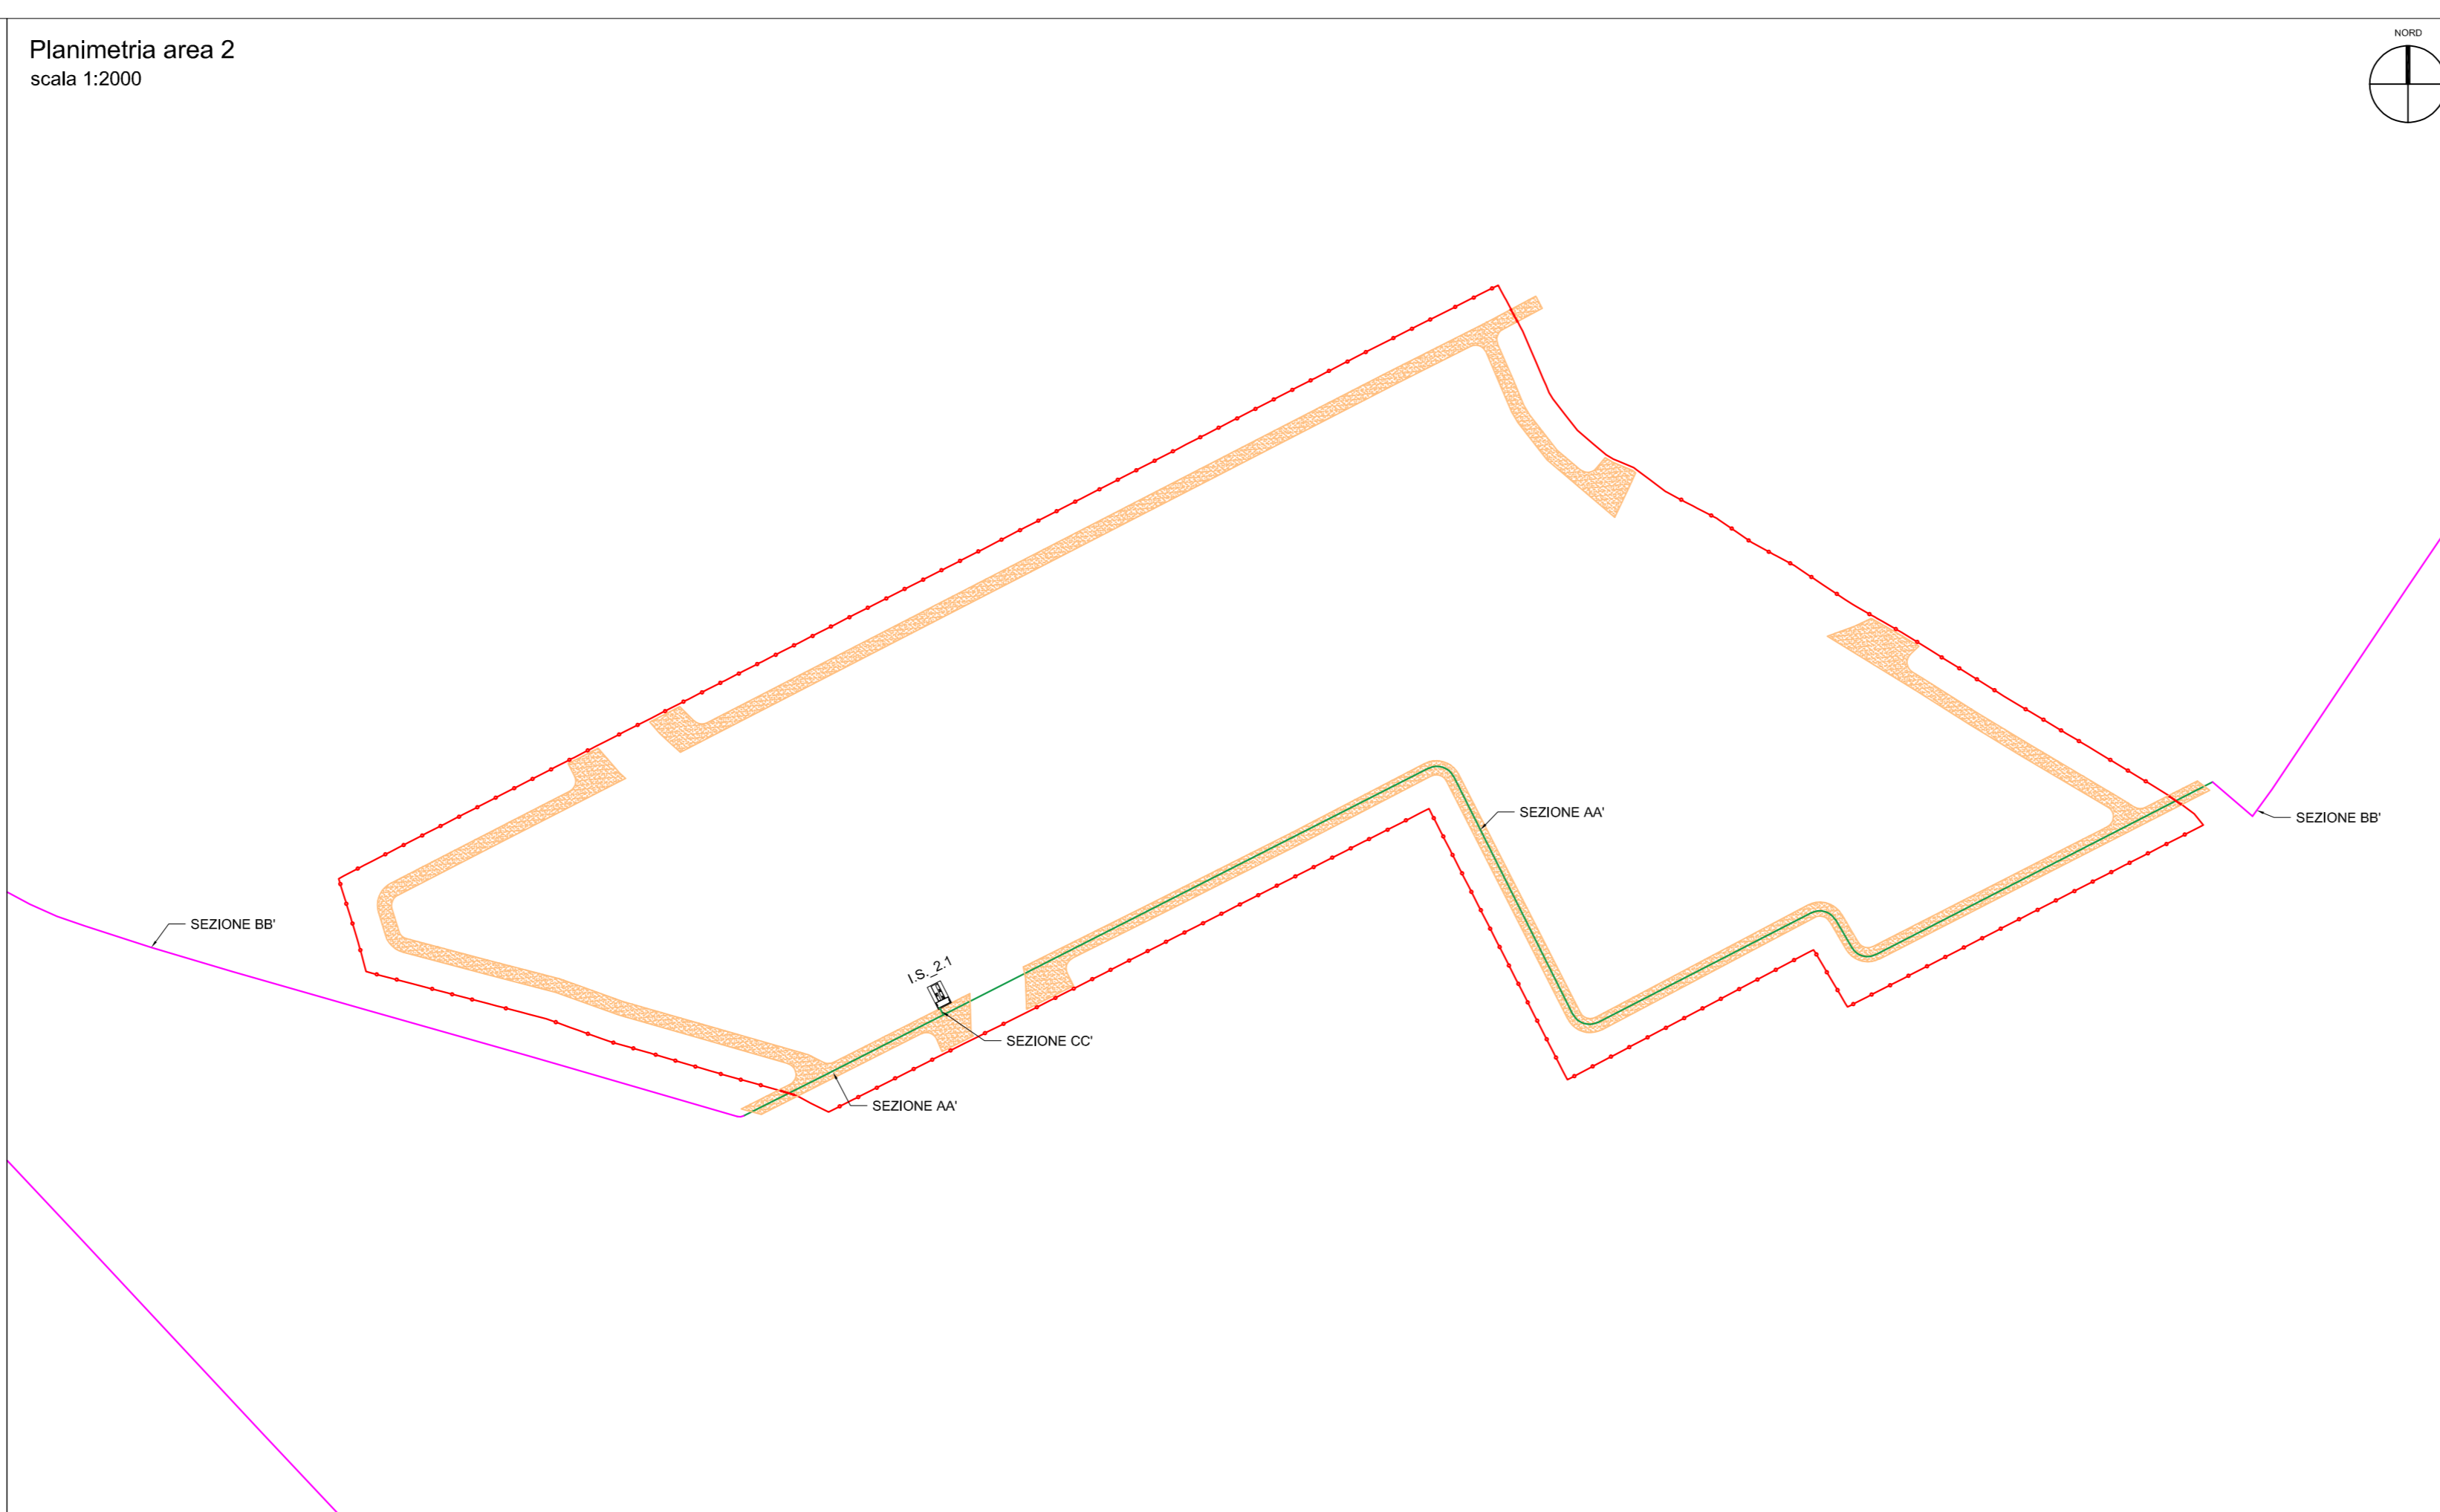 Planimetria area 2
scala 1:2000
NORD
SEZIONE AA'
SEZIONE BB'
SEZIONE BB'
I.S._2.1
SEZIONE CC'
SEZIONE AA'